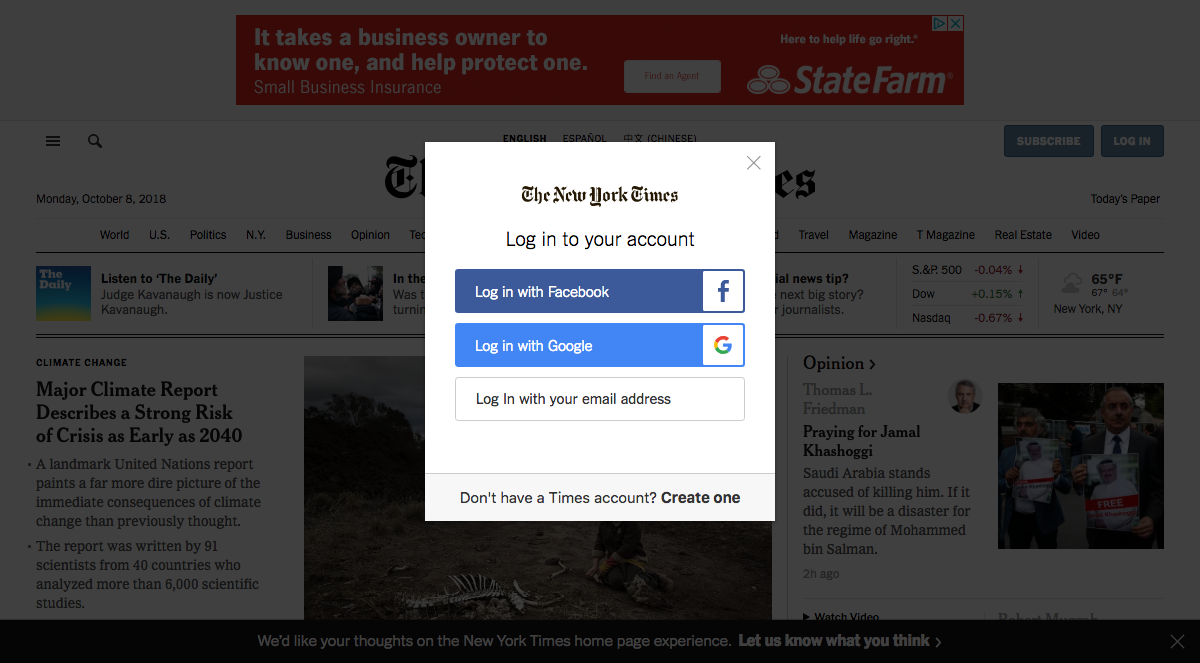 It takes a business owner to
know one, and help protect one.
Small Business Insurance
Find an Agent
Here to help life go right.®
StateFarm®
ENGLISH ESPAÑOL 中文 (CHINESE)
SUBSCRIBE
LOG IN
Monday, October 8, 2018
Today's Paper
World U.S. Politics N.Y. Business Opinion Travel Magazine T Magazine Real Estate Video
The
Daily
Listen to 'The Daily'
Judge Kavanaugh is now Justice
Kavanaugh.
In the
Was
news tip?
next big story?
journalists.
S.&P. 500 -0.04% ↓
Dow +0.15% ↑
Nasdaq -0.67% ↓
65°F
67° 64°
New York, NY
The New York Times
Log in to your account
Log in with Facebook
Log in with Google
Log In with your email address
Don't have a Times account? Create one
CLIMATE CHANGE
Major Climate Report
Describes a Strong Risk
of Crisis as Early as 2040
• A landmark United Nations report
paints a far more dire picture of the
immediate consequences of climate
change than previously thought.
• The report was written by 91
scientists from 40 countries who
analyzed more than 6,000 scientific
studies.
Opinion >
Thomas L.
Friedman
Praying for Jamal
Khashoggi
Saudi Arabia stands
accused of killing him. If it
did, it will be a disaster for
the regime of Mohammed
bin Salman.
2h ago
FREE
Watch Video
We'd like your thoughts on the New York Times home page experience. Let us know what you think >